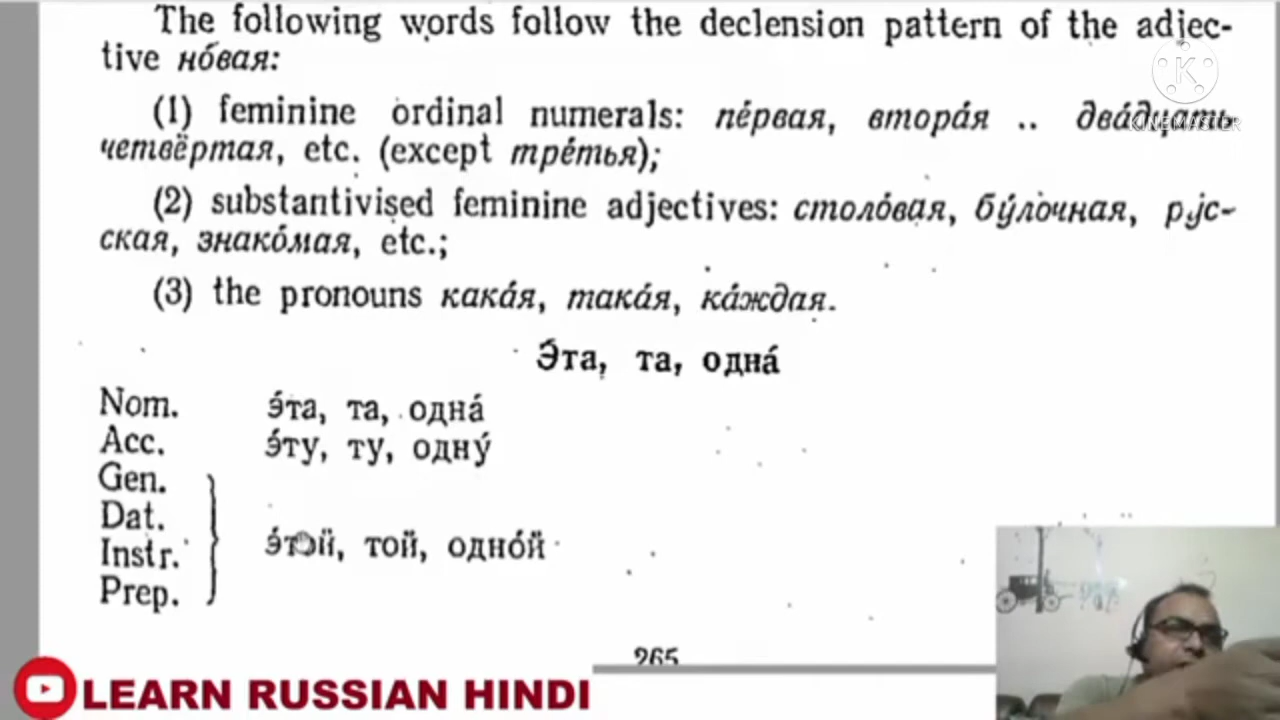 The following words follow the declension pattern of the adjec-
tive но́вая:
(1) feminine ordinal numerals: пе́рвая, втора́я .. два́дцать
четвёртая, etc. (except тре́тья);
(2) substantivised feminine adjectives: столо́вая, бу́лочная, рус-
ская, знако́мая, etc.;
(3) the pronouns кака́я, така́я, ка́ждая.
Э́та, та, одна́
Nom. э́та, та, одна́
Acc. э́ту, ту, одну́
Gen.
Dat.
Instr. э́той, той, одно́й
Prep.
265
K
KINEMASTER
LEARN RUSSIAN HINDI